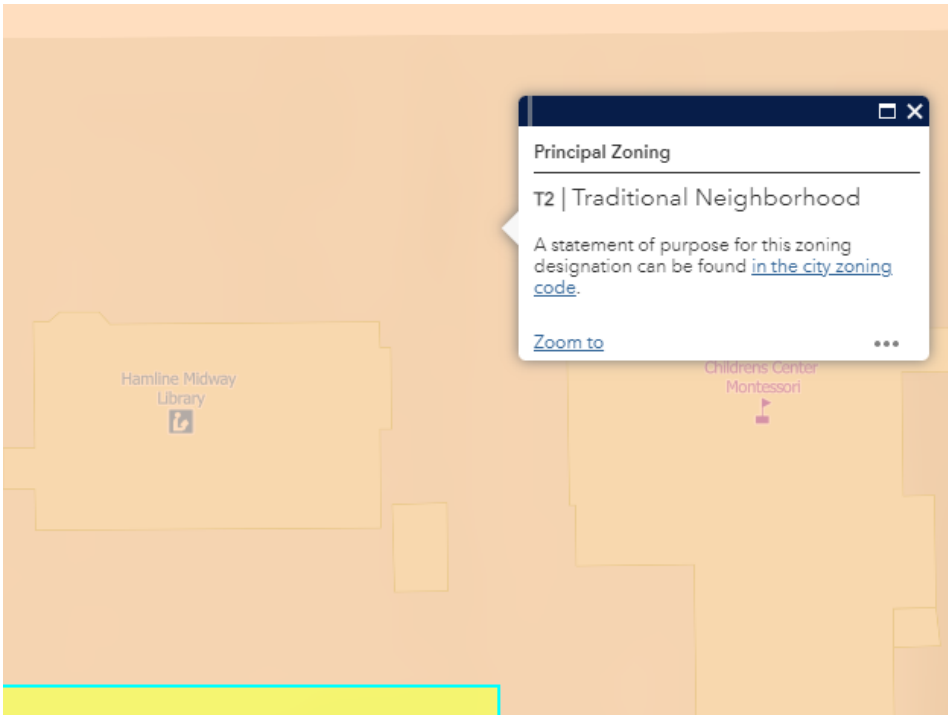 Principal Zoning
T2 | Traditional Neighborhood
A statement of purpose for this zoning
designation can be found in the city zoning
code.
Zoom to
Hamline Midway
Library
Childrens Center
Montessori